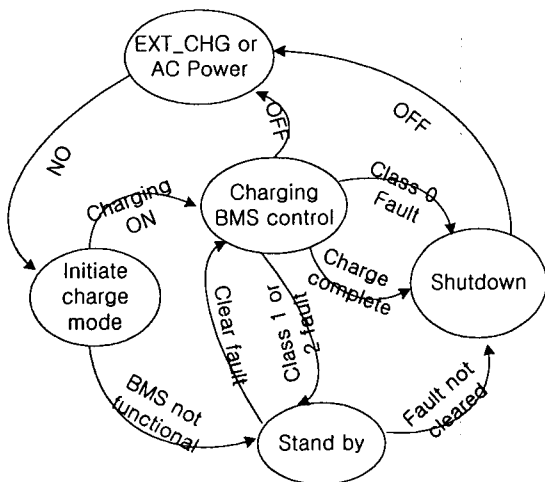 EXT_CHG or
AC Power
OFF
OFF
NO
Charging
ON
Charging
BMS control
Class 0
Fault
Initiate
charge
mode
Clear fault
Class 1 or
2 fault
Charge
complete
Shutdown
BMS not
functional
Stand by
Fault not
cleared